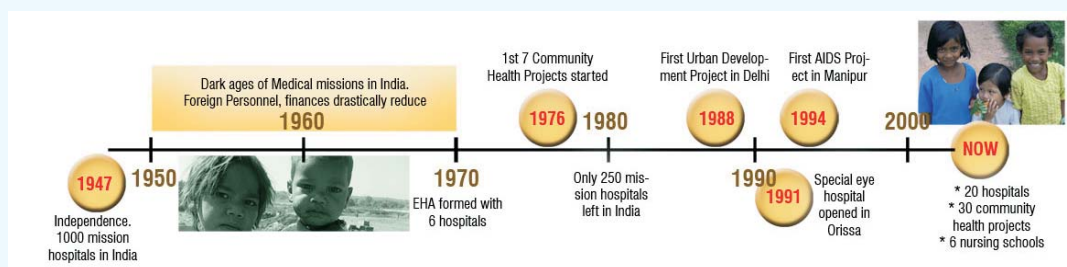 1947
Independence.
1000 mission
hospitals in India
1950
Dark ages of Medical missions in India.
Foreign Personnel, finances drastically reduce
1960
1970
EHA formed with
6 hospitals
1st 7 Community
Health Projects started
1976
1980
Only 250 mis-
sion hospitals
left in India
First Urban Develop-
ment Project in Delhi
1988
1990
1991
Special eye
hospital
opened in
Orissa
First AIDS Proj-
ect in Manipur
1994
2000
NOW
* 20 hospitals
* 30 community
health projects
* 6 nursing schools